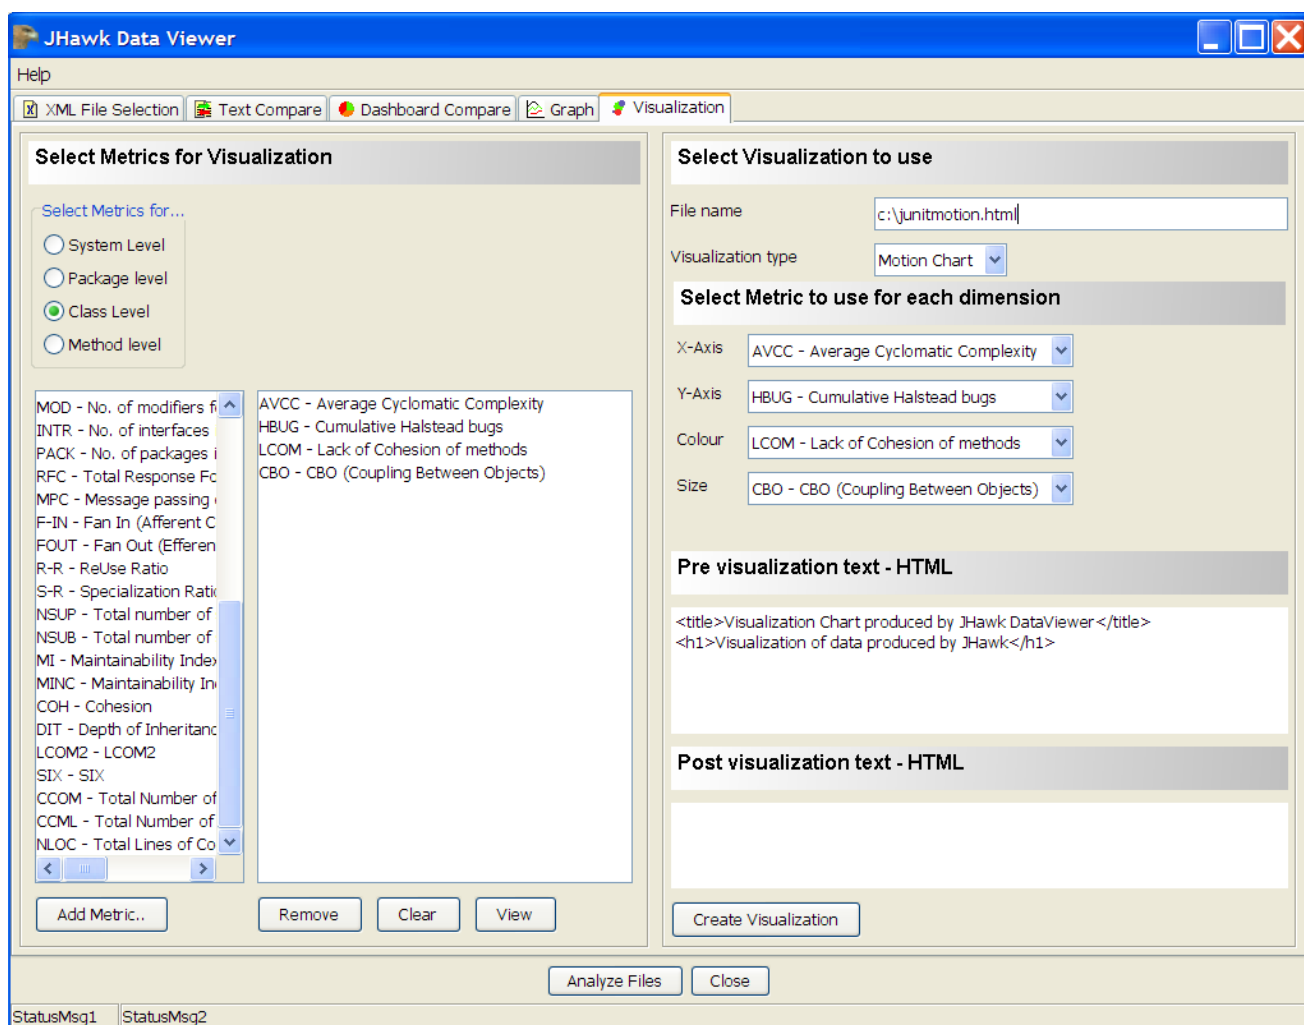 JHawk Data Viewer
Help
XML File Selection
Text Compare
Dashboard Compare
Graph
Visualization
Select Metrics for Visualization
Select Metrics for...
System Level
Package level
Class Level
Method level
MOD - No. of modifiers f
INTR - No. of interfaces
PACK - No. of packages i
RFC - Total Response Fo
MPC - Message passing
F-IN - Fan In (Afferent C
FOUT - Fan Out (Efferen
R-R - ReUse Ratio
S-R - Specialization Ratio
NSUP - Total number of
NSUB - Total number of
MI - Maintainability Index
MINC - Maintainability In
COH - Cohesion
DIT - Depth of Inheritanc
LCOM2 - LCOM2
SIX - SIX
CCOM - Total Number of
CCML - Total Number of
NLOC - Total Lines of Co
AVCC - Average Cyclomatic Complexity
HBUG - Cumulative Halstead bugs
LCOM - Lack of Cohesion of methods
CBO - CBO (Coupling Between Objects)
Add Metric..
Remove
Clear
View
Select Visualization to use
File name
c:\junitmotion.html
Visualization type
Motion Chart
Select Metric to use for each dimension
X-Axis
AVCC - Average Cyclomatic Complexity
Y-Axis
HBUG - Cumulative Halstead bugs
Colour
LCOM - Lack of Cohesion of methods
Size
CBO - CBO (Coupling Between Objects)
Pre visualization text - HTML
<title>Visualization Chart produced by JHawk DataViewer</title>
<h1>Visualization of data produced by JHawk</h1>
Post visualization text - HTML
Create Visualization
Analyze Files
Close
StatusMsg1
StatusMsg2